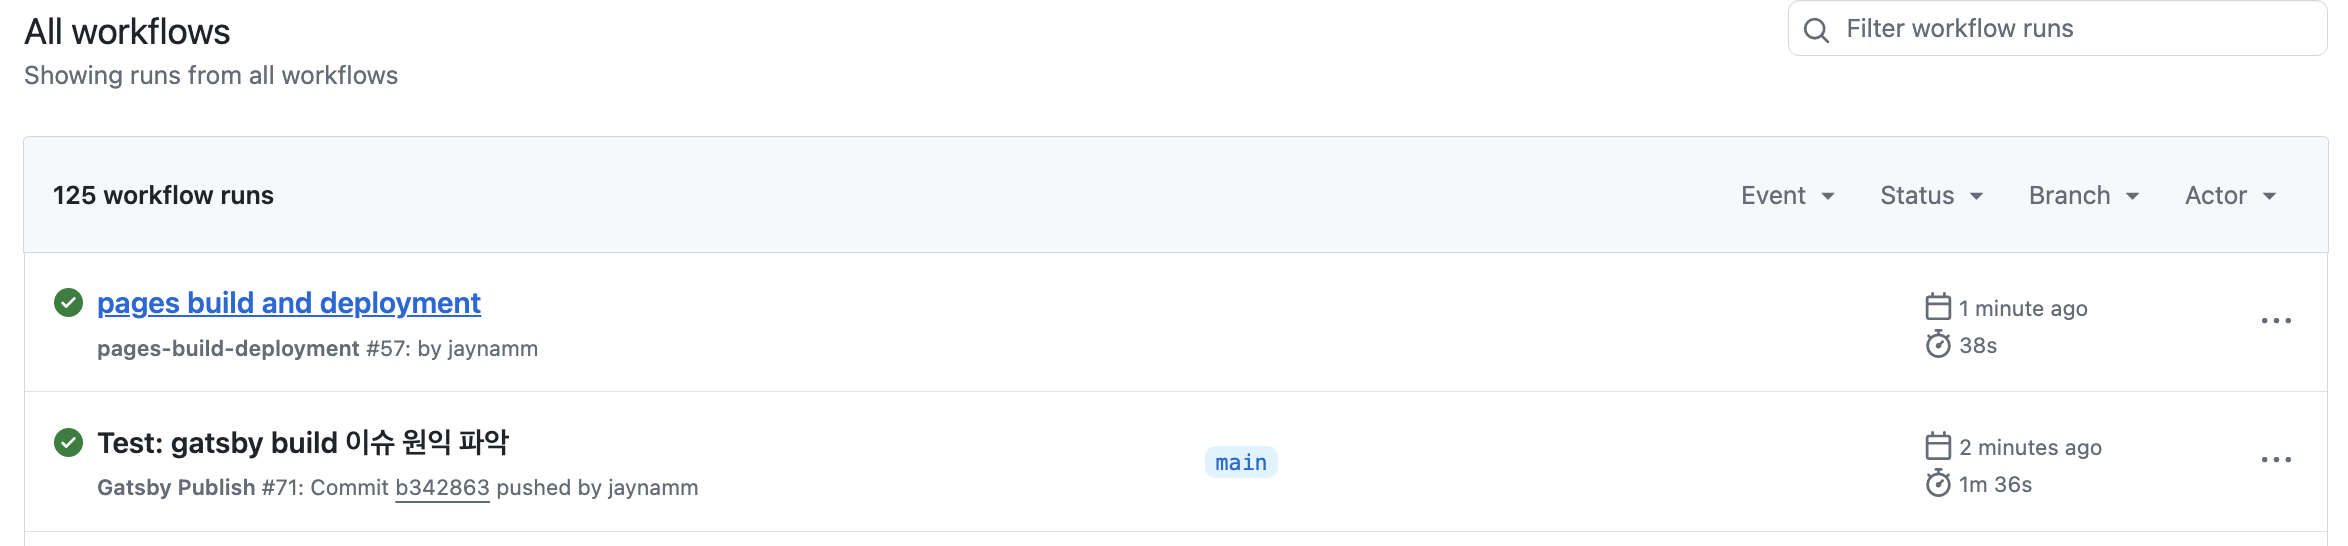 All workflows
Filter workflow runs
Showing runs from all workflows
125 workflow runs
Event
Status
Branch
Actor
pages build and deployment
1 minute ago
pages-build-deployment #57: by jaynamm
38s
Test: gatsby build 이슈 원익 파악
main
2 minutes ago
Gatsby Publish #71: Commit b342863 pushed by jaynamm
1m 36s